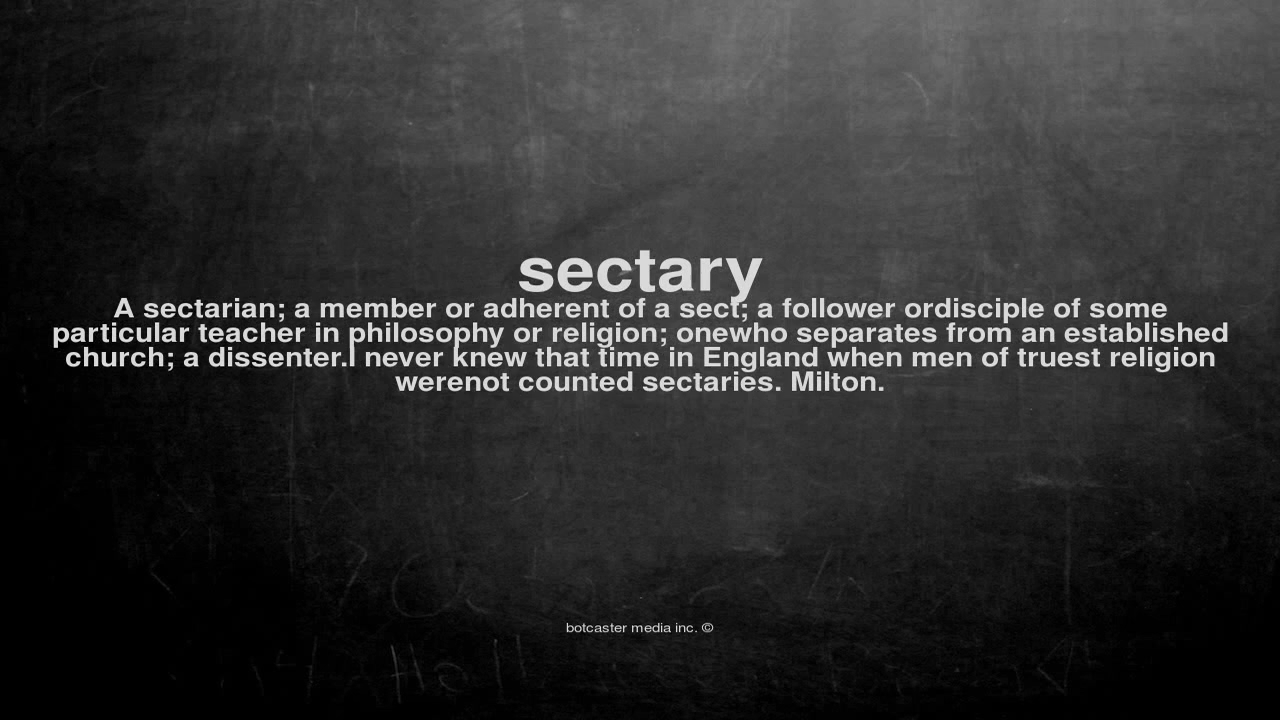 sectary
A sectarian; a member or adherent of a sect; a follower ordisciple of some
particular teacher in philosophy or religion; onewho separates from an established
church; a dissenter.I never knew that time in England when men of truest religion
werenot counted sectaries. Milton.
botcaster media inc. ©